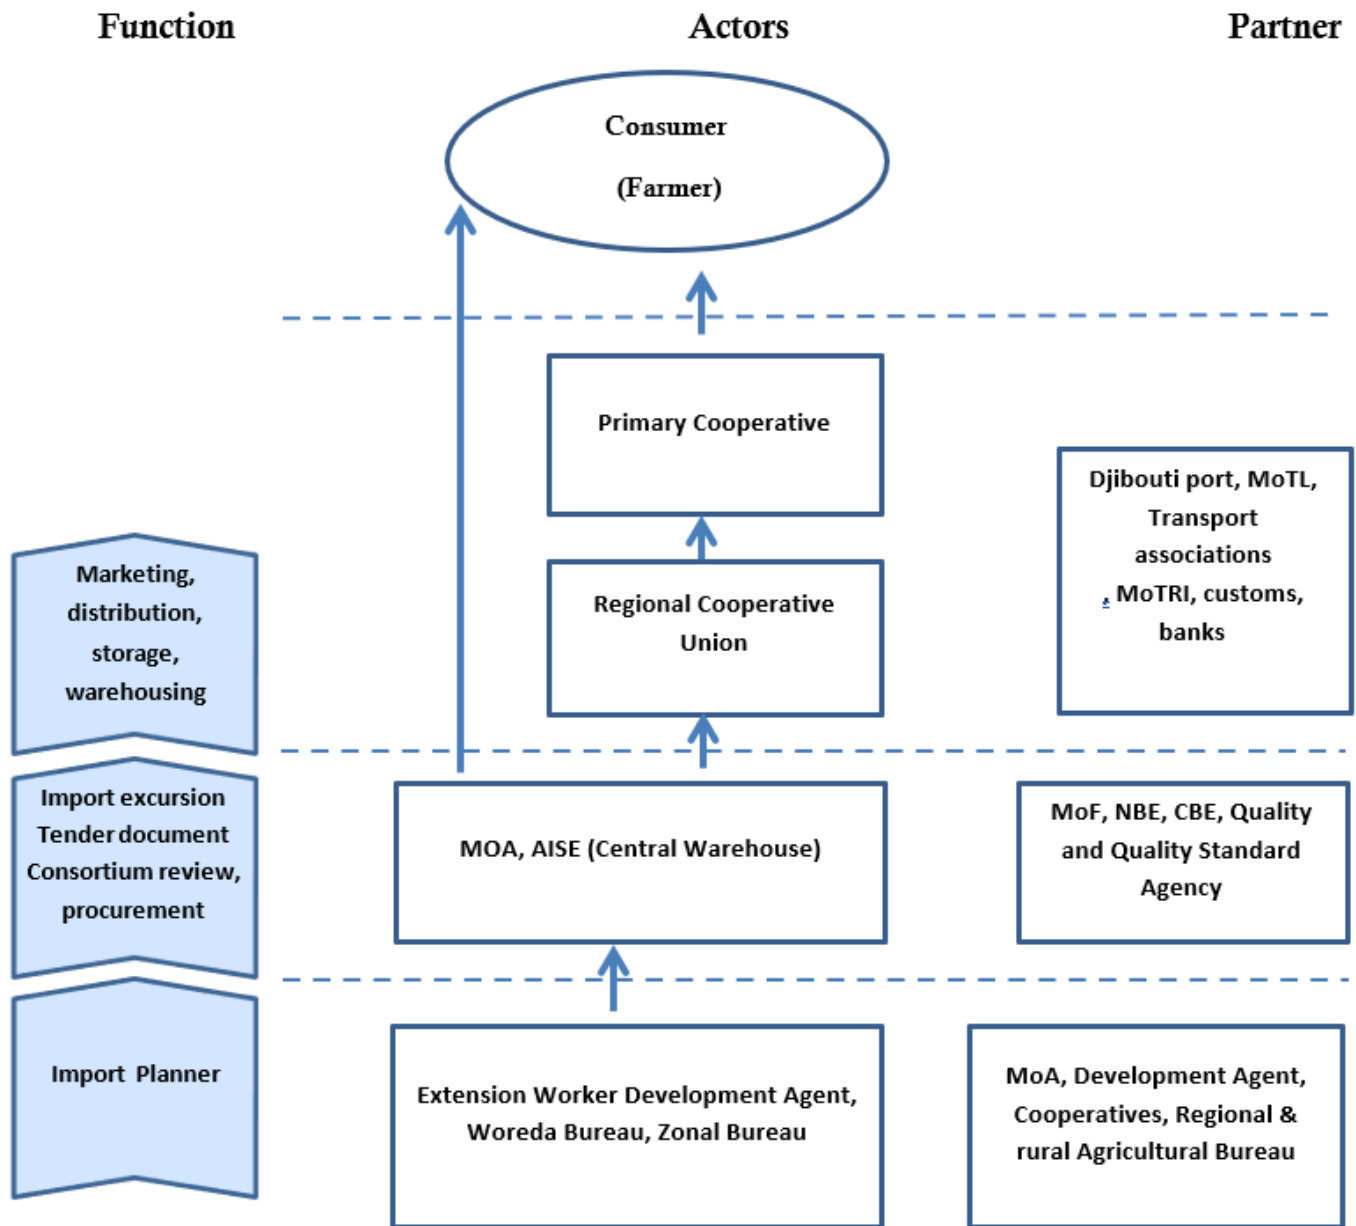 Function
Actors
Partner
Consumer
(Farmer)
Primary Cooperative
Djibouti port, MoTL,
Transport
associations
, MoTRI, customs,
banks
Marketing,
distribution,
storage,
warehousing
Regional Cooperative
Union
Import excursion
Tender document
Consortium review,
procurement
MOA, AISE (Central Warehouse)
MoF, NBE, CBE, Quality
and Quality Standard
Agency
Import Planner
Extension Worker Development Agent,
Woreda Bureau, Zonal Bureau
MoA, Development Agent,
Cooperatives, Regional &
rural Agricultural Bureau